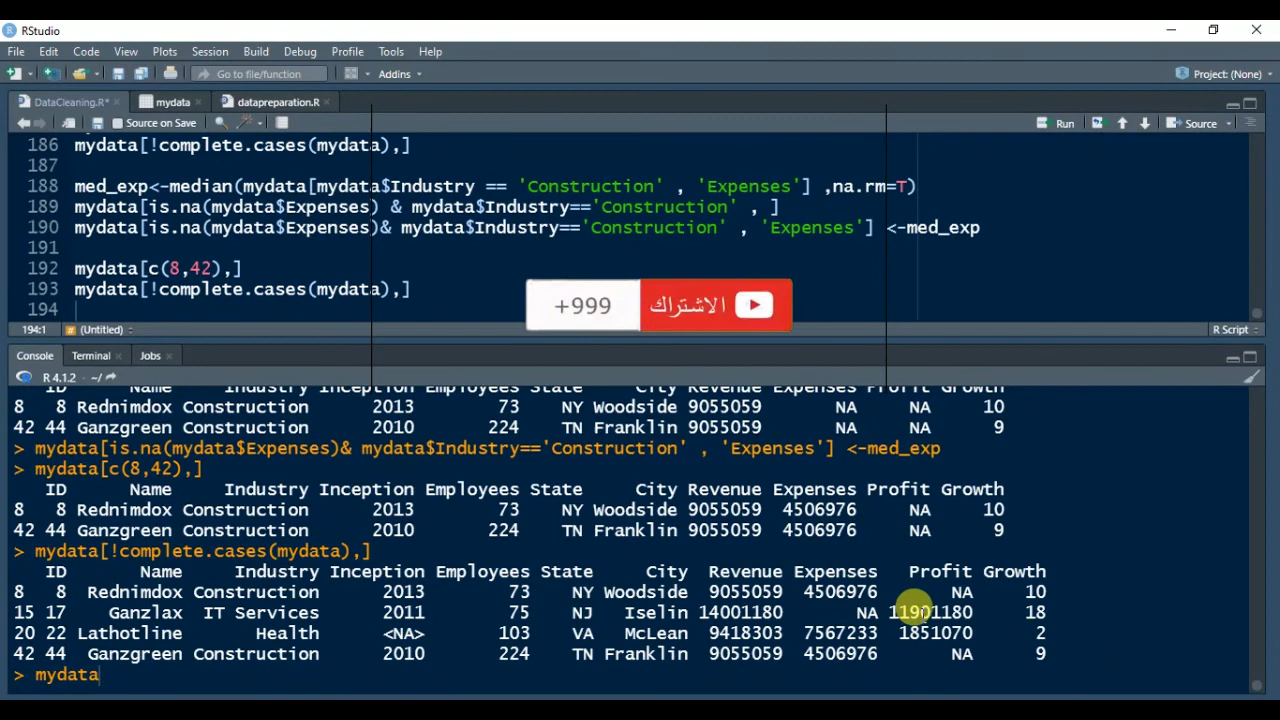 RStudio
File Edit Code View Plots Session Build Debug Profile Tools Help
Go to file/function Addins Project: (None)
DataCleaning.R* mydata datapreparation.R
Source on Save Run Source
186 mydata[!complete.cases(mydata),]
187
188 med_exp<-median(mydata[mydata$Industry == 'Construction' , 'Expenses'] ,na.rm=T)
189 mydata[is.na(mydata$Expenses) & mydata$Industry=='Construction' , ]
190 mydata[is.na(mydata$Expenses)& mydata$Industry=='Construction' , 'Expenses'] <-med_exp
191
192 mydata[c(8,42),]
193 mydata[!complete.cases(mydata),]
194
+999 الاشتراك
194:1 (Untitled) R Script
Console Terminal Jobs
R 4.1.2 · ~/
ID Name Industry Inception Employees State City Revenue Expenses Profit Growth
8 8 Rednimdox Construction 2013 73 NY Woodside 9055059 NA NA 10
42 44 Ganzgreen Construction 2010 224 TN Franklin 9055059 NA NA 9
> mydata[is.na(mydata$Expenses)& mydata$Industry=='Construction' , 'Expenses'] <-med_exp
> mydata[c(8,42),]
ID Name Industry Inception Employees State City Revenue Expenses Profit Growth
8 8 Rednimdox Construction 2013 73 NY Woodside 9055059 4506976 NA 10
42 44 Ganzgreen Construction 2010 224 TN Franklin 9055059 4506976 NA 9
> mydata[!complete.cases(mydata),]
ID Name Industry Inception Employees State City Revenue Expenses Profit Growth
8 8 Rednimdox Construction 2013 73 NY Woodside 9055059 4506976 NA 10
15 17 Ganzlax IT Services 2011 75 NJ Iselin 14001180 NA 11901180 18
20 22 Lathotline Health <NA> 103 VA McLean 9418303 7567233 1851070 2
42 44 Ganzgreen Construction 2010 224 TN Franklin 9055059 4506976 NA 9
> mydata